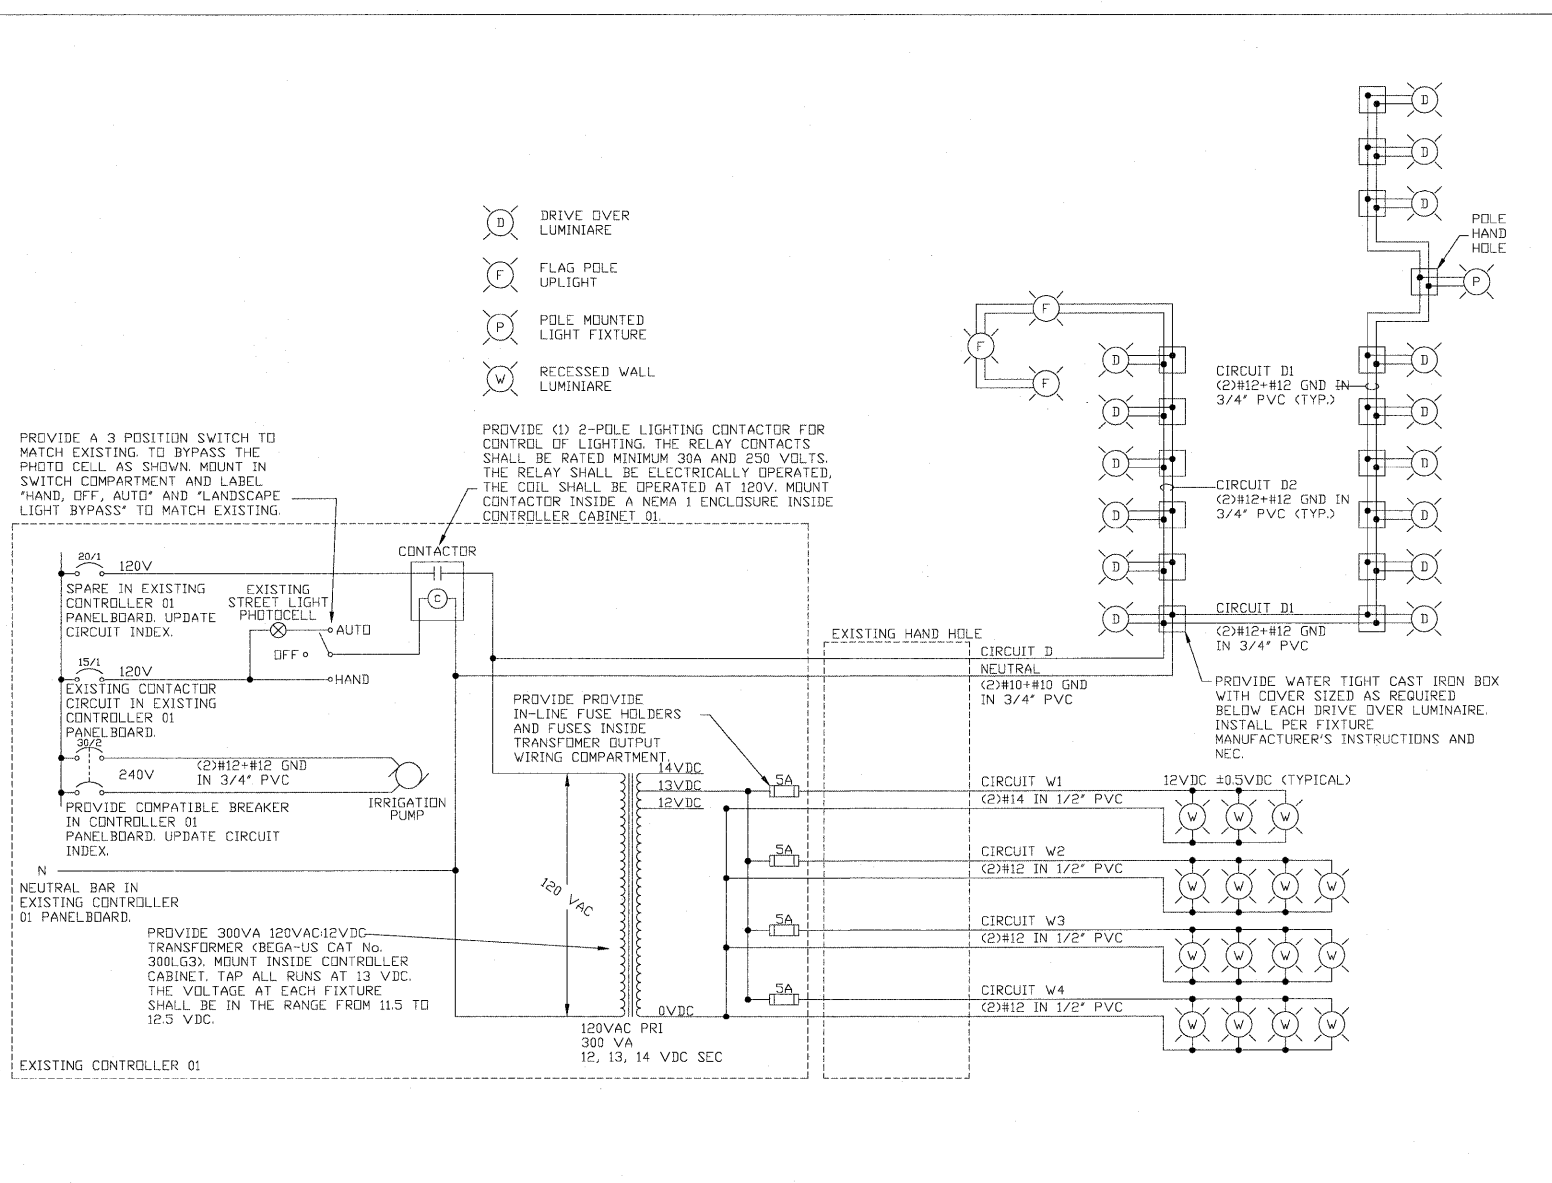 D
DRIVE OVER
LUMINIARE
F
FLAG POLE
UPLIGHT
P
POLE MOUNTED
LIGHT FIXTURE
W
RECESSED WALL
LUMINIARE
PROVIDE A 3 POSITION SWITCH TO
MATCH EXISTING. TO BYPASS THE
PHOTO CELL AS SHOWN. MOUNT IN
SWITCH COMPARTMENT AND LABEL
"HAND, OFF, AUTO" AND "LANDSCAPE
LIGHT BYPASS" TO MATCH EXISTING.
PROVIDE (1) 2-POLE LIGHTING CONTACTOR FOR
CONTROL OF LIGHTING. THE RELAY CONTACTS
SHALL BE RATED MINIMUM 30A AND 250 VOLTS.
THE RELAY SHALL BE ELECTRICALLY OPERATED,
THE COIL SHALL BE OPERATED AT 120V. MOUNT
CONTACTOR INSIDE A NEMA 1 ENCLOSURE INSIDE
CONTROLLER CABINET 01.
CONTACTOR
C
20/1
120V
SPARE IN EXISTING
CONTROLLER 01
PANELBOARD. UPDATE
CIRCUIT INDEX.
EXISTING
STREET LIGHT
PHOTOCELL
AUTO
OFF
HAND
15/1
120V
EXISTING CONTACTOR
CIRCUIT IN EXISTING
CONTROLLER 01
PANELBOARD.
30/2
240V
(2)#12+#12 GND
IN 3/4" PVC
IRRIGATION
PUMP
PROVIDE COMPATIBLE BREAKER
IN CONTROLLER 01
PANELBOARD. UPDATE CIRCUIT
INDEX.
N
NEUTRAL BAR IN
EXISTING CONTROLLER
01 PANELBOARD.
PROVIDE 300VA 120VAC:12VDC
TRANSFORMER (BEGA-US CAT No.
300LG3). MOUNT INSIDE CONTROLLER
CABINET. TAP ALL RUNS AT 13 VDC.
THE VOLTAGE AT EACH FIXTURE
SHALL BE IN THE RANGE FROM 11.5 TO
12.5 VDC.
EXISTING CONTROLLER 01
PROVIDE PROVIDE
IN-LINE FUSE HOLDERS
AND FUSES INSIDE
TRANSFOMER OUTPUT
WIRING COMPARTMENT.
14VDC
13VDC
12VDC
120 VAC
0VDC
120VAC PRI
300 VA
12, 13, 14 VDC SEC
5A
5A
5A
5A
EXISTING HAND HOLE
CIRCUIT D
NEUTRAL
(2)#10+#10 GND
IN 3/4" PVC
CIRCUIT W1
(2)#14 IN 1/2" PVC
12VDC ±0.5VDC (TYPICAL)
W W W
CIRCUIT W2
(2)#12 IN 1/2" PVC
W W W W
CIRCUIT W3
(2)#12 IN 1/2" PVC
W W W W
CIRCUIT W4
(2)#12 IN 1/2" PVC
W W W W
F
F
F
D
D
D
D
D
D
D
D
D
POLE
HAND
HOLE
P
D
D
D
D
D
D
CIRCUIT D1
(2)#12+#12 GND IN
3/4" PVC (TYP.)
CIRCUIT D2
(2)#12+#12 GND IN
3/4" PVC (TYP.)
CIRCUIT D1
(2)#12+#12 GND
IN 3/4" PVC
PROVIDE WATER TIGHT CAST IRON BOX
WITH COVER SIZED AS REQUIRED
BELOW EACH DRIVE OVER LUMINAIRE.
INSTALL PER FIXTURE
MANUFACTURER'S INSTRUCTIONS AND
NEC.